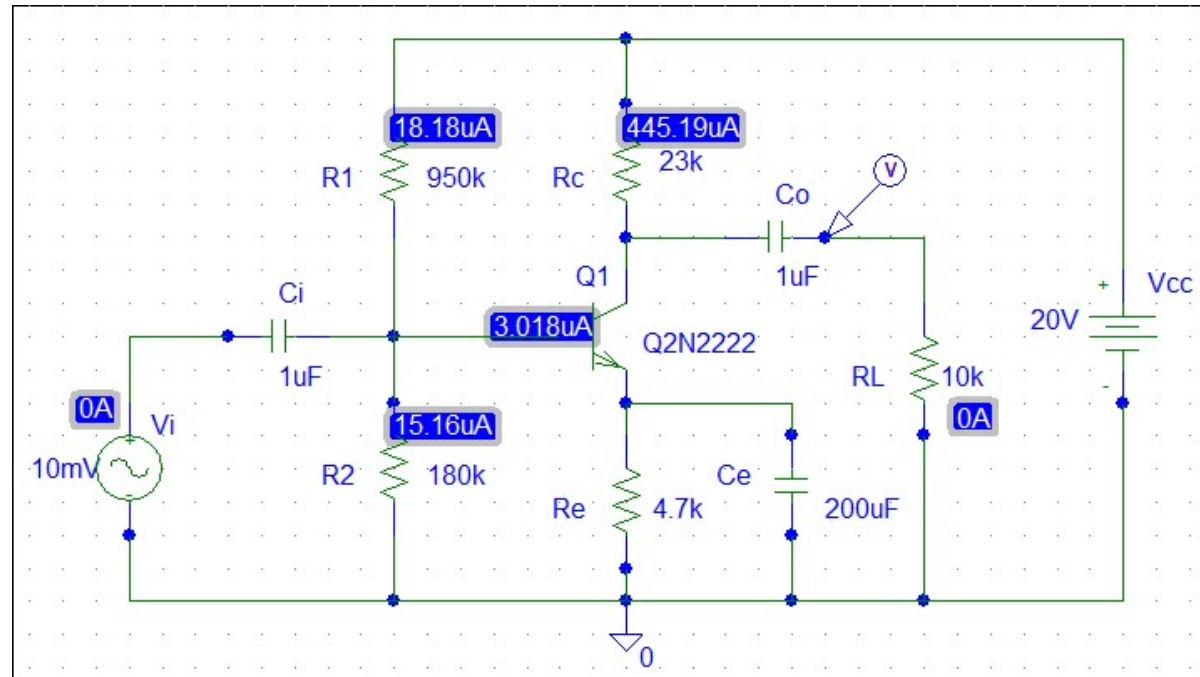 18.18uA
445.19uA
R1
950k
Rc
23k
V
Co
1uF
Q1
Ci
1uF
3.018uA
Q2N2222
+
Vcc
20V
-
RL
10k
0A
0A
Vi
+
10mV
-
15.16uA
R2
180k
Re
4.7k
Ce
200uF
0